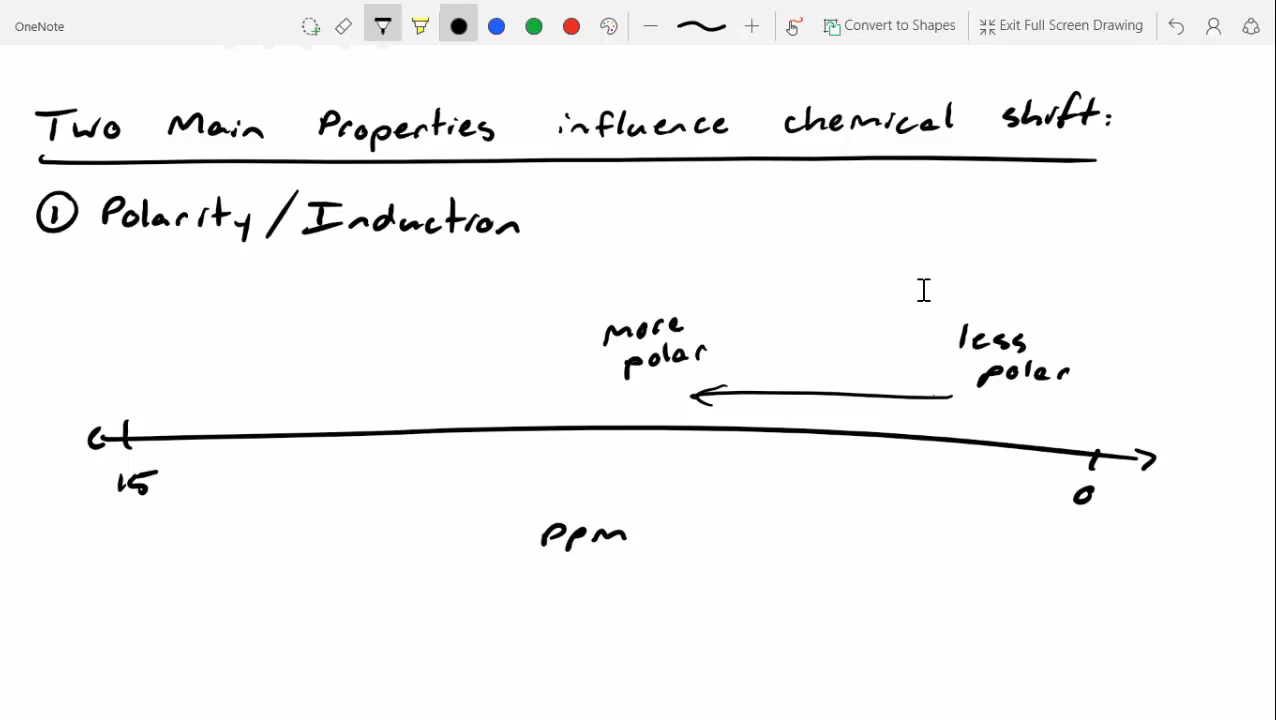 OneNote
Convert to Shapes
Exit Full Screen Drawing
Two Main Properties influence chemical shift:
① Polarity/Induction
more
polar
less
polar
15
0
ppm